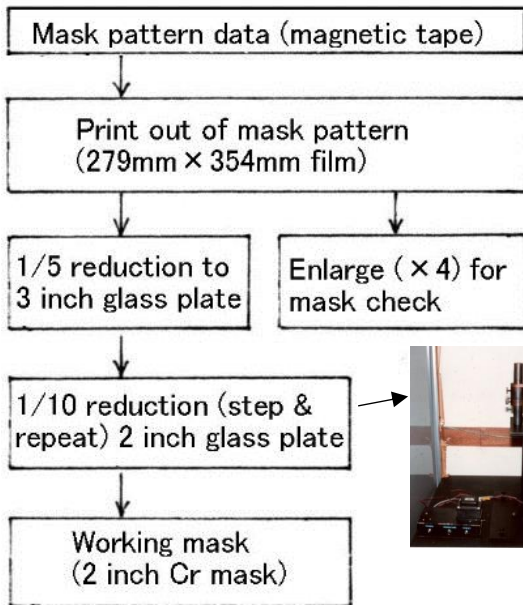 Mask pattern data (magnetic tape)
Print out of mask pattern
(279mm × 354mm film)
1/5 reduction to
3 inch glass plate
Enlarge (× 4) for
mask check
1/10 reduction (step &
repeat) 2 inch glass plate
Working mask
(2 inch Cr mask)